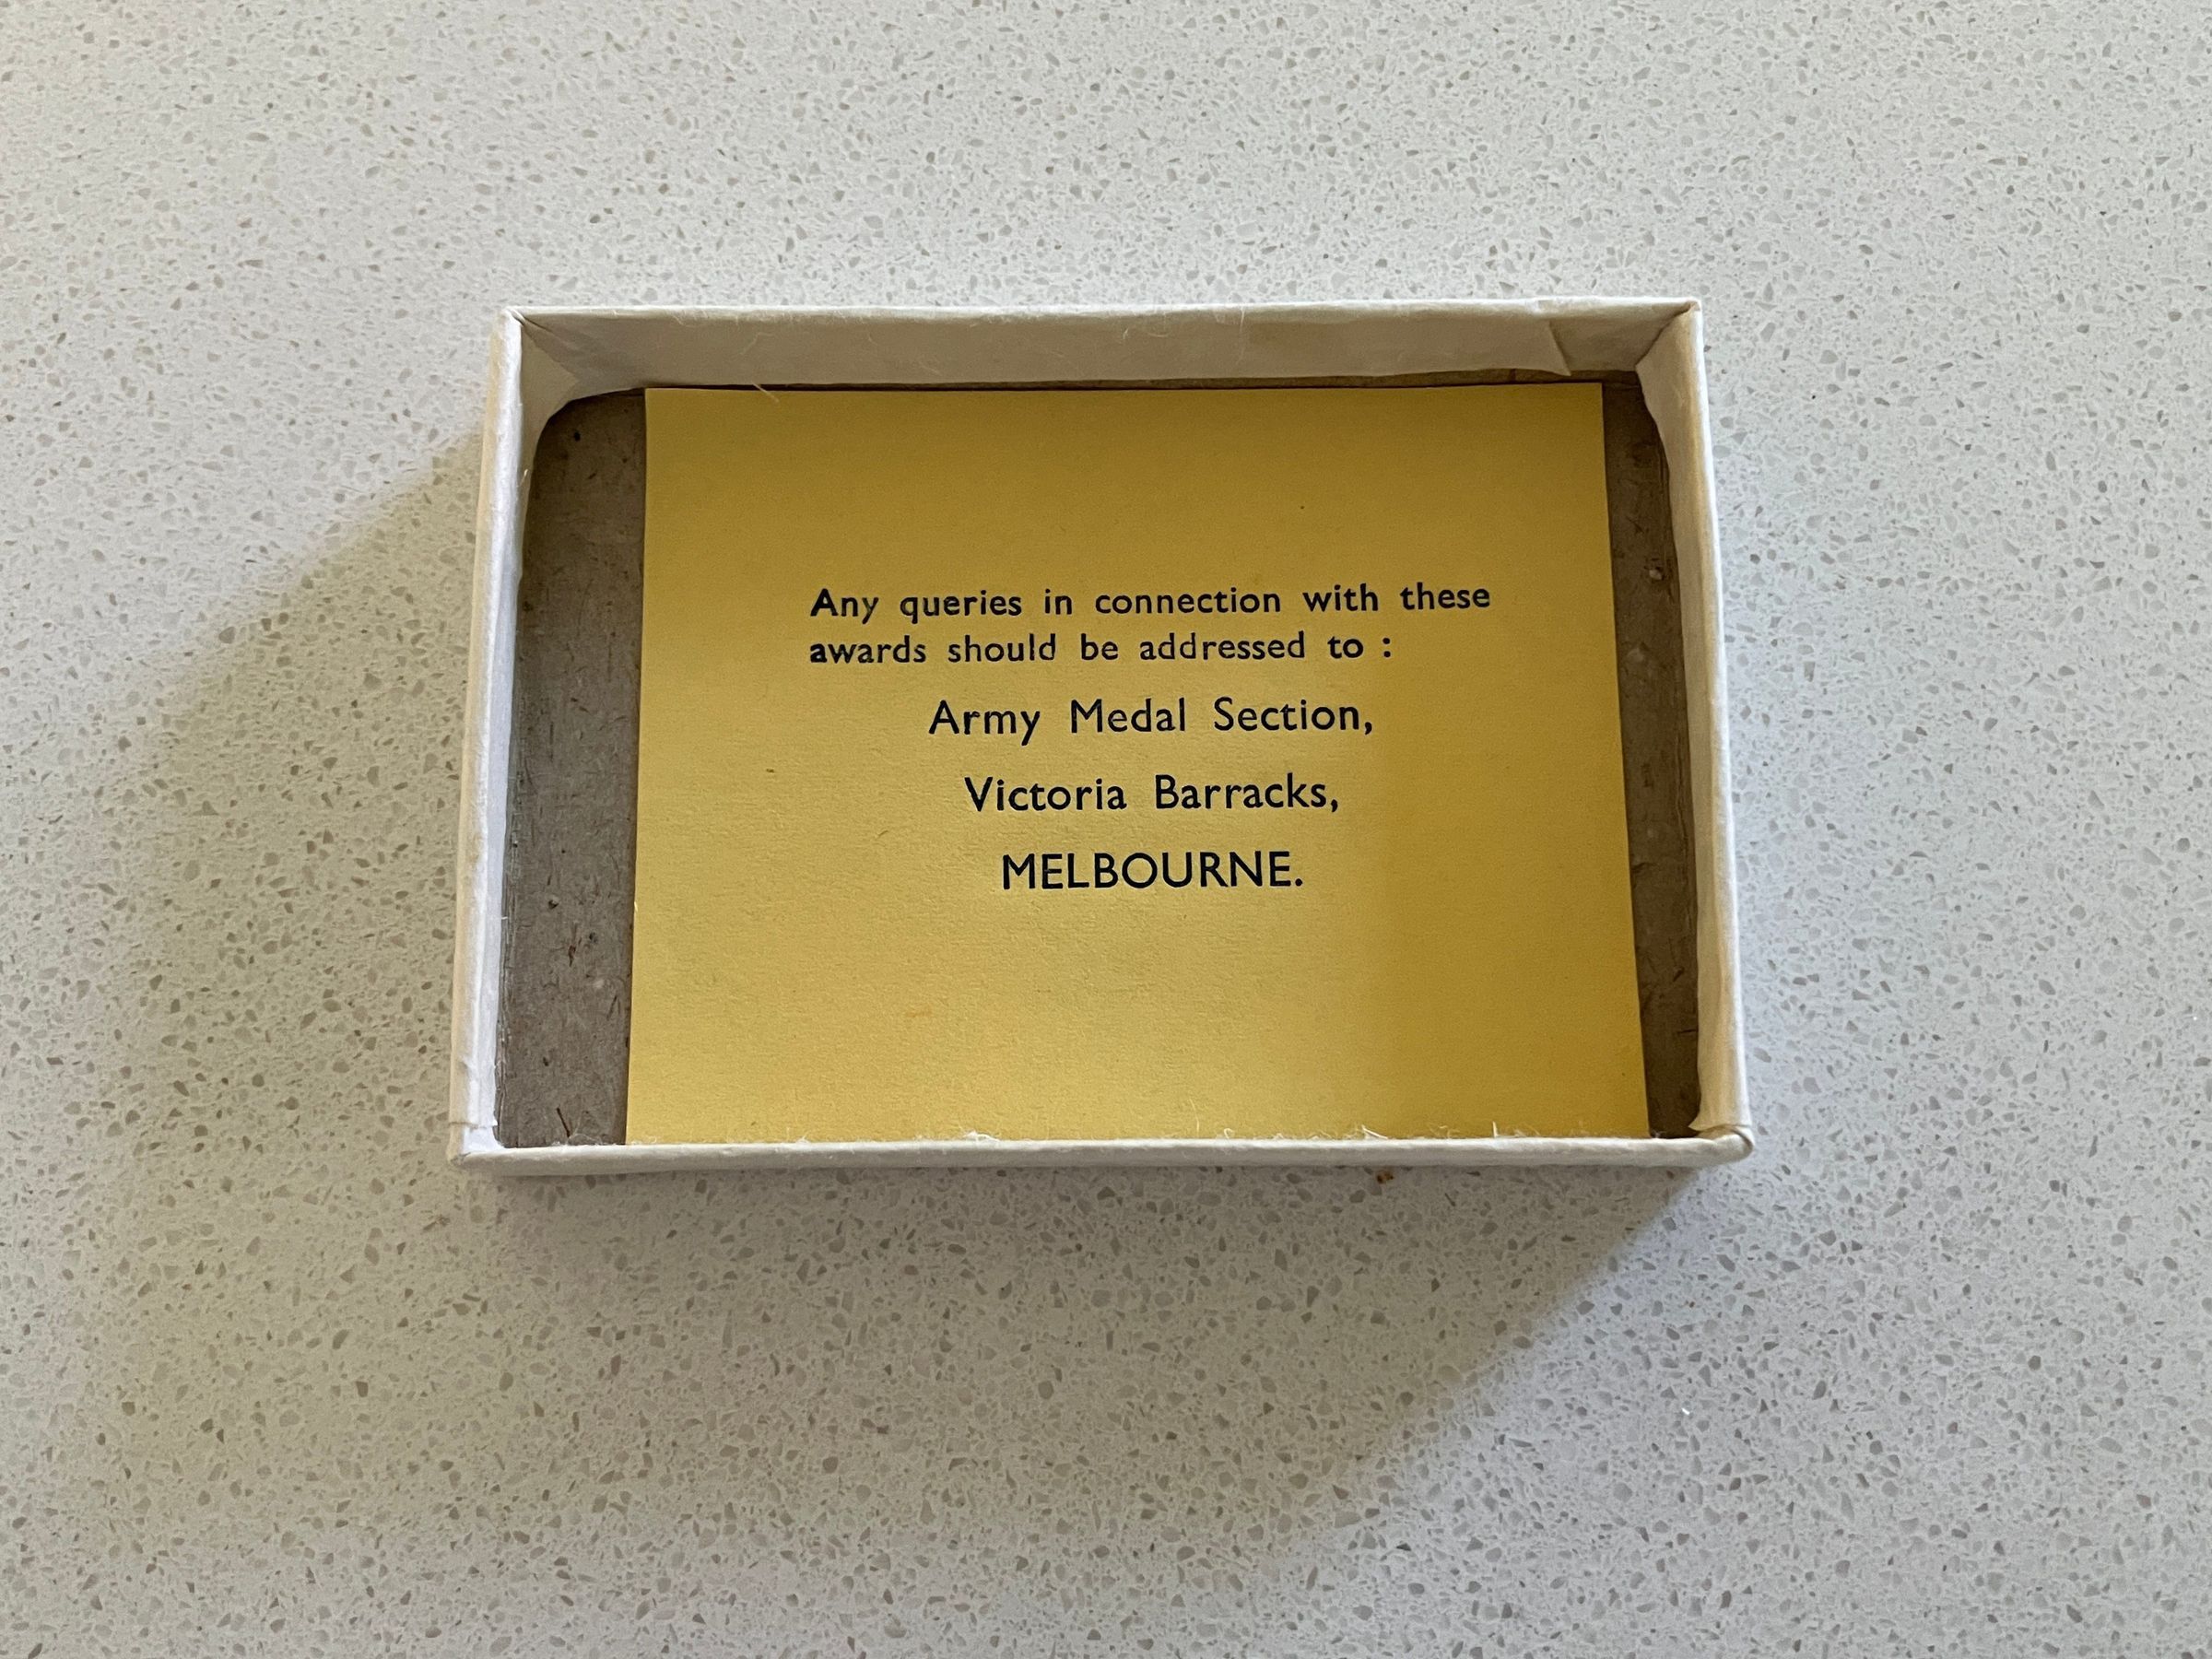 Any queries in connection with these
awards should be addressed to :
Army Medal Section,
Victoria Barracks,
MELBOURNE.